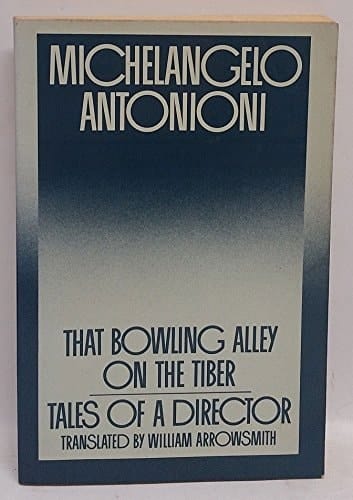 MICHELANGELO
ANTONIONI
THAT BOWLING ALLEY
ON THE TIBER
TALES OF A DIRECTOR
TRANSLATED BY WILLIAM ARROWSMITH